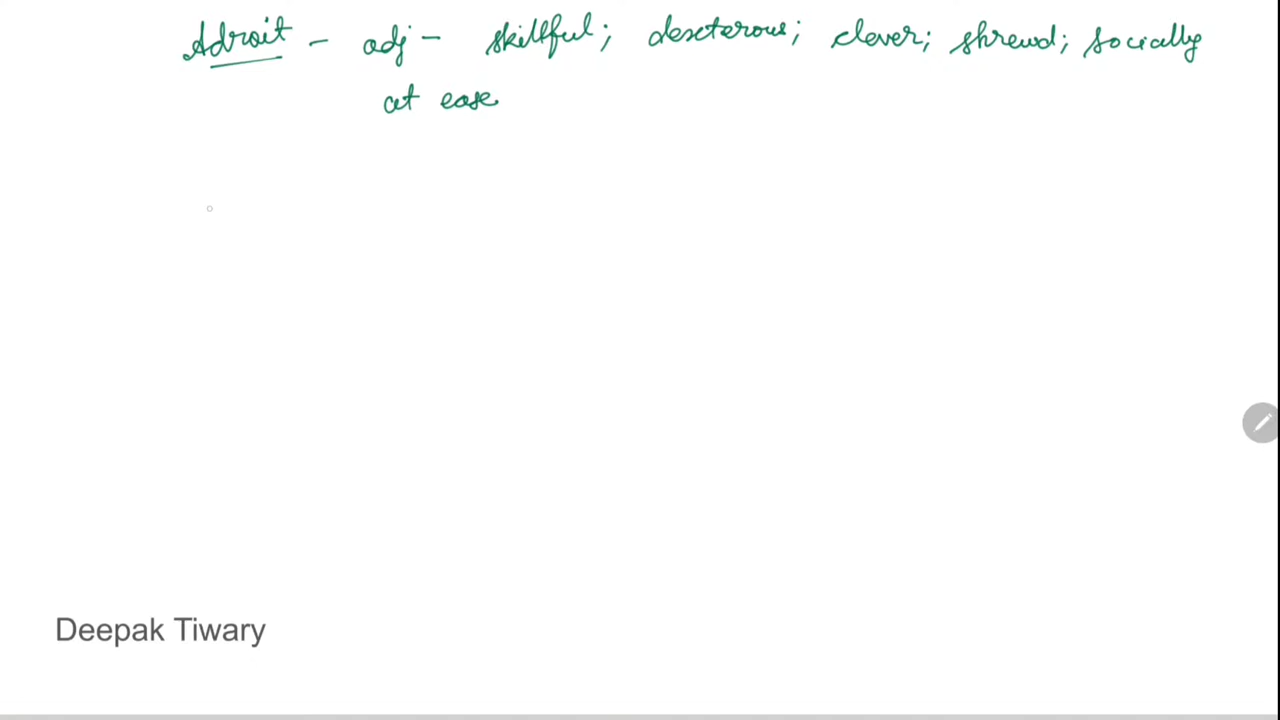 Adroit - adj - skillful; dexterous; clever; shrewd; socially
at ease
Deepak Tiwary